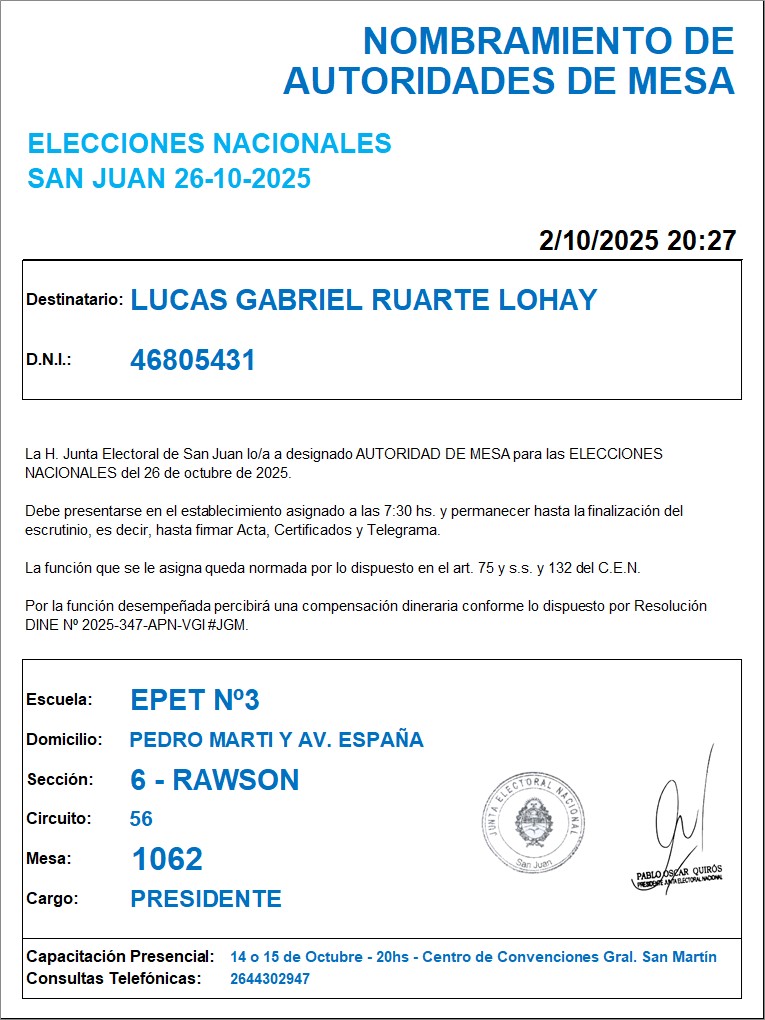 NOMBRAMIENTO DE
AUTORIDADES DE MESA
ELECCIONES NACIONALES
SAN JUAN 26-10-2025
2/10/2025 20:27
Destinatario: LUCAS GABRIEL RUARTE LOHAY
D.N.I.: 46805431
La H. Junta Electoral de San Juan lo/a a designado AUTORIDAD DE MESA para las ELECCIONES
NACIONALES del 26 de octubre de 2025.
Debe presentarse en el establecimiento asignado a las 7:30 hs. y permanecer hasta la finalización del
escrutinio, es decir, hasta firmar Acta, Certificados y Telegrama.
La función que se le asigna queda normada por lo dispuesto en el art. 75 y s.s. y 132 del C.E.N.
Por la función desempeñada percibirá una compensación dineraria conforme lo dispuesto por Resolución
DINE Nº 2025-347-APN-VGI#JGM.
Escuela: EPET Nº3
Domicilio: PEDRO MARTI Y AV. ESPAÑA
Sección: 6 - RAWSON
Circuito: 56
Mesa: 1062
Cargo: PRESIDENTE
JUNTA ELECTORAL NACIONAL
San Juan
PABLO OSCAR QUIRÓS
PRESIDENTE JUNTA ELECTORAL NACIONAL
Capacitación Presencial: 14 o 15 de Octubre - 20hs - Centro de Convenciones Gral. San Martín
Consultas Telefónicas: 2644302947